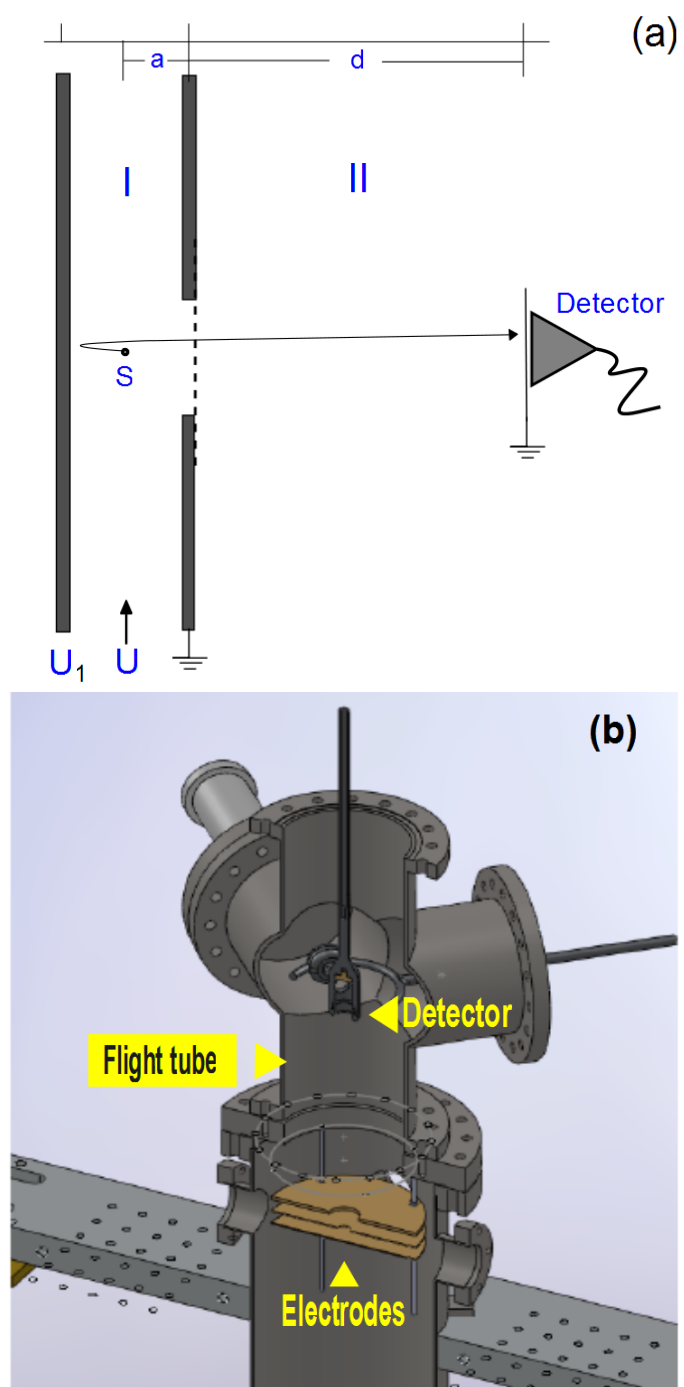 (a)
a
d
I
II
Detector
S
U1
U
(b)
Detector
Flight tube
Electrodes